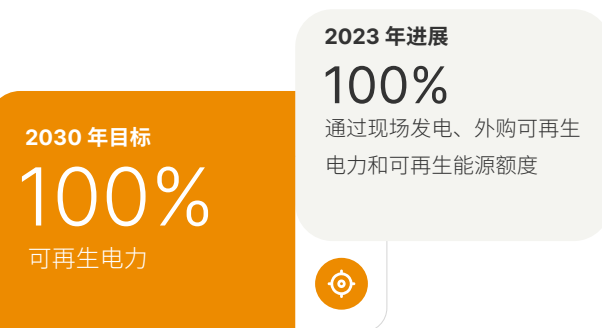 2030 年目标
100%
可再生电力
2023 年进展
100%
通过现场发电、外购可再生
电力和可再生能源额度